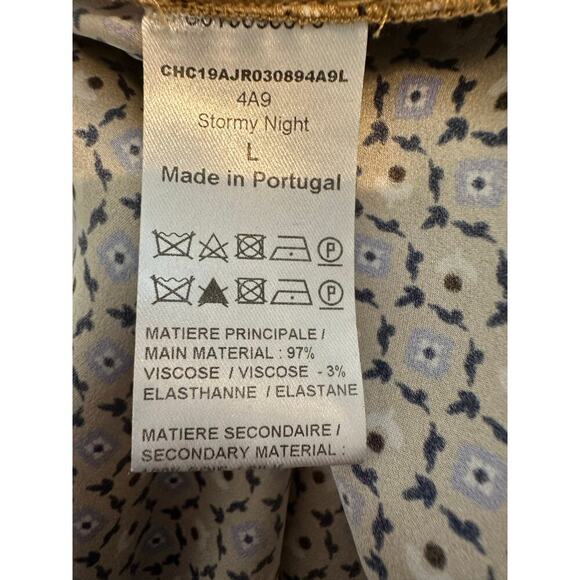 CHC19AJR030894A9L
4A9
Stormy Night
L
Made in Portugal
P
P
MATIERE PRINCIPALE /
MAIN MATERIAL : 97%
VISCOSE / VISCOSE - 3%
ELASTHANNE / ELASTANE
MATIERE SECONDAIRE /
SECONDARY MATERIAL :